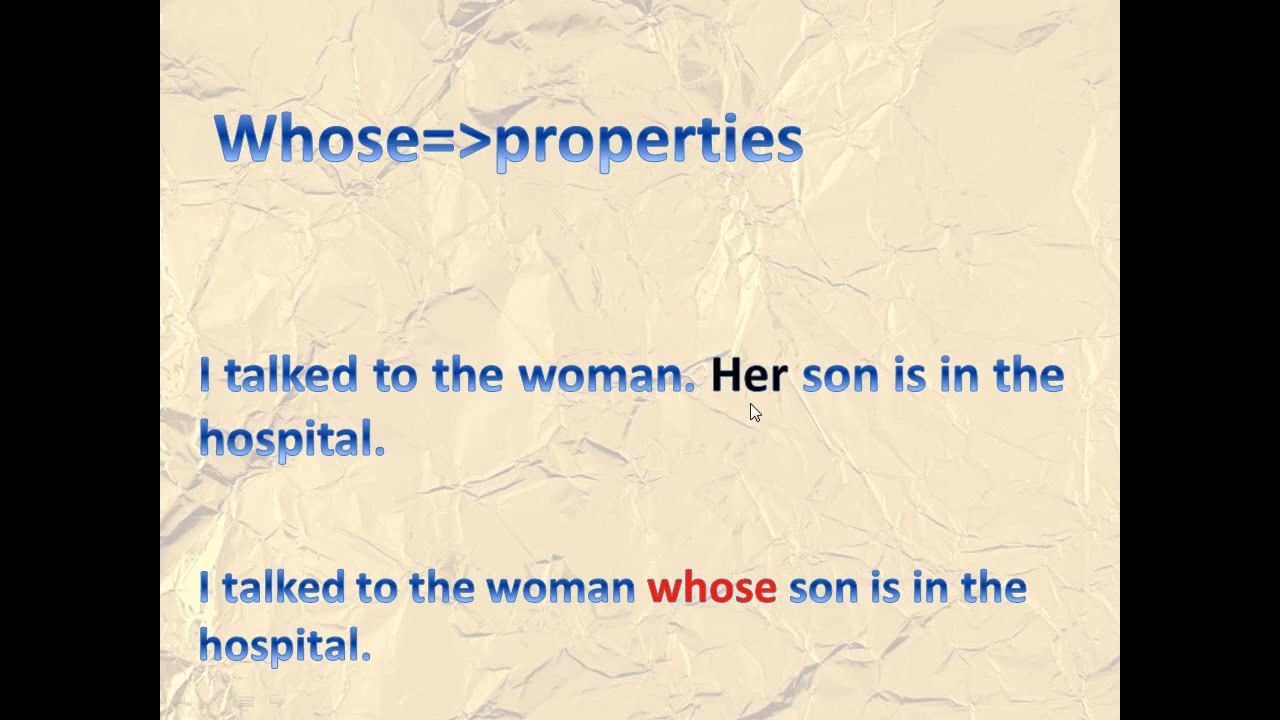 Whose=>properties
I talked to the woman. Her son is in the
hospital.
I talked to the woman whose son is in the
hospital.